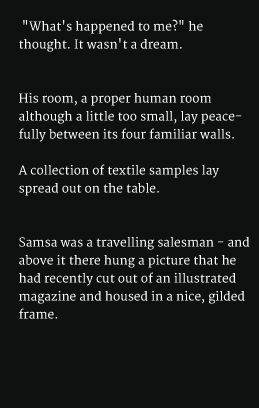 "What's happened to me?" he
thought. It wasn't a dream.
His room, a proper human room
although a little too small, lay peace-
fully between its four familiar walls.
A collection of textile samples lay
spread out on the table.
Samsa was a travelling salesman - and
above it there hung a picture that he
had recently cut out of an illustrated
magazine and housed in a nice, gilded
frame.